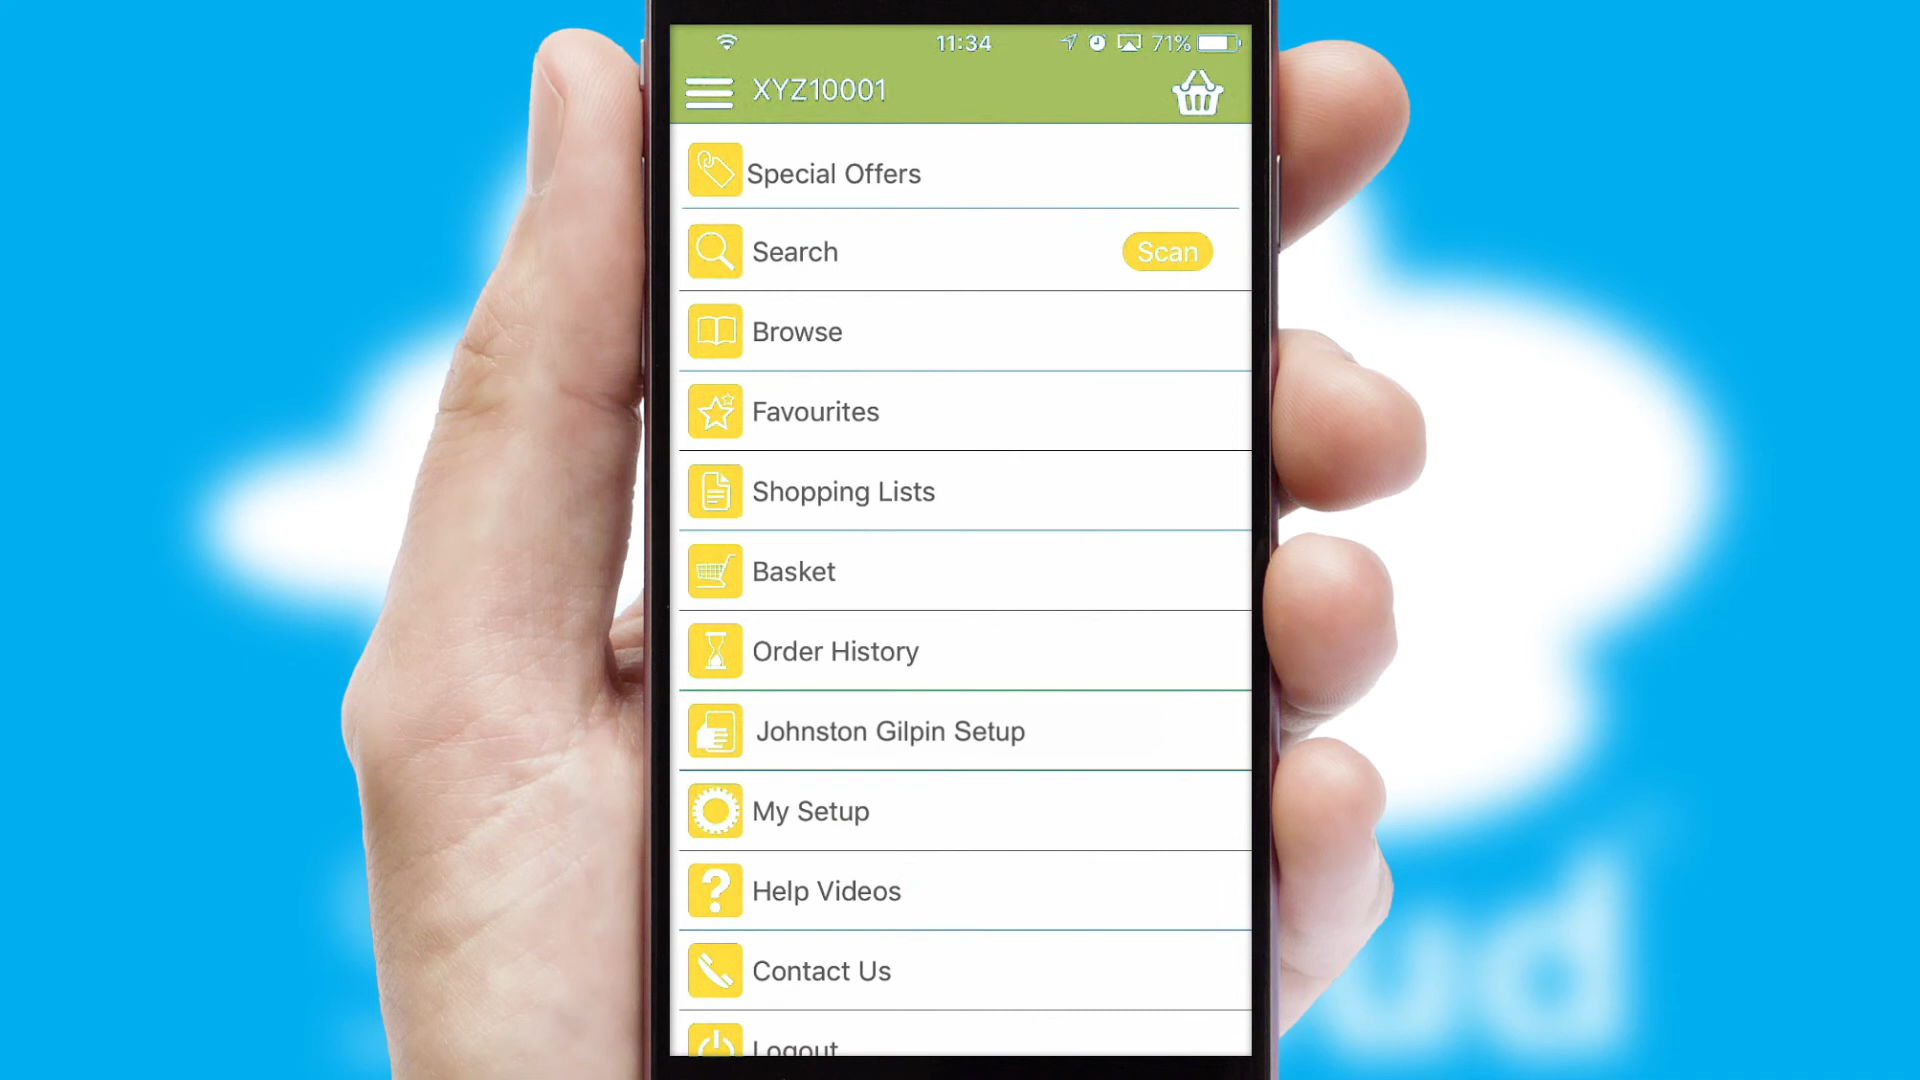 11:34
71%
XYZ10001
Special Offers
Search
Scan
Browse
Favourites
Shopping Lists
Basket
Order History
Johnston Gilpin Setup
My Setup
Help Videos
Contact Us
Logout
ud